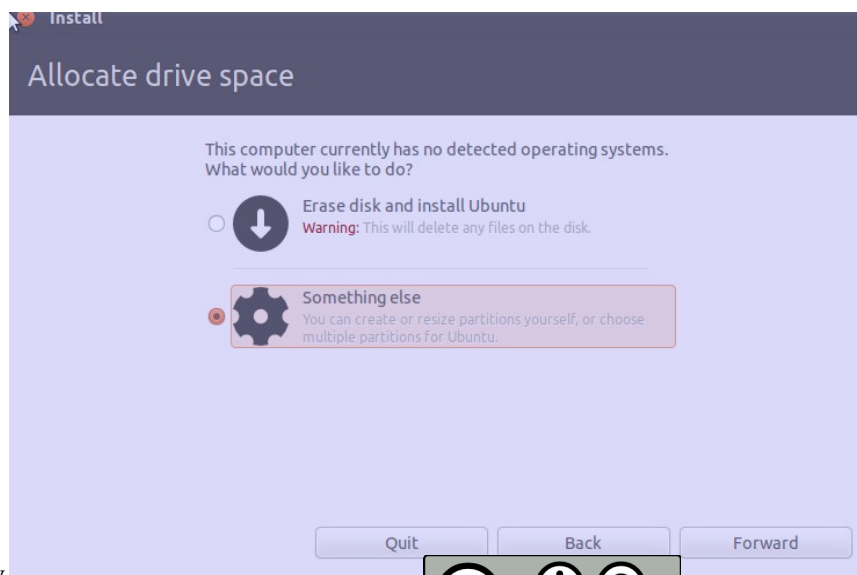 Install
Allocate drive space
This computer currently has no detected operating systems.
What would you like to do?
Erase disk and install Ubuntu
Warning: This will delete any files on the disk.
Something else
You can create or resize partitions yourself, or choose
multiple partitions for Ubuntu.
Quit Back Forward